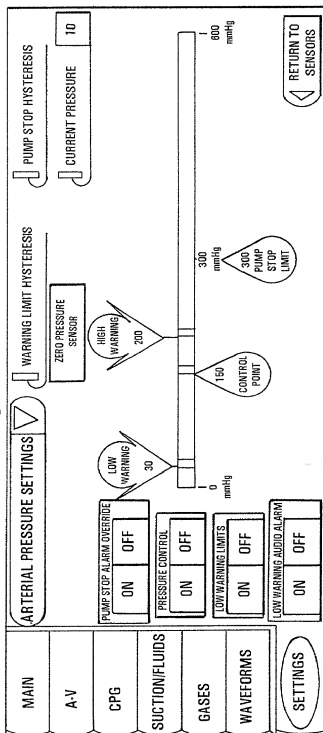 MAIN
A-V
CPG
SUCTION/FLUIDS
GASES
WAVEFORMS
SETTINGS
ARTERIAL PRESSURE SETTINGS
WARNING LIMIT HYSTERESIS
PUMP STOP HYSTERESIS
ZERO PRESSURE
SENSOR
CURRENT PRESSURE
10
PUMP STOP ALARM OVERRIDE
ON OFF
PRESSURE CONTROL
ON OFF
LOW WARNING LIMITS
ON OFF
LOW WARNING AUDIO ALARM
ON OFF
LOW
WARNING
30
HIGH
WARNING
200
0
mmHg
300
mmHg
600
mmHg
150
CONTROL
POINT
300
PUMP
STOP
LIMIT
RETURN TO
SENSORS